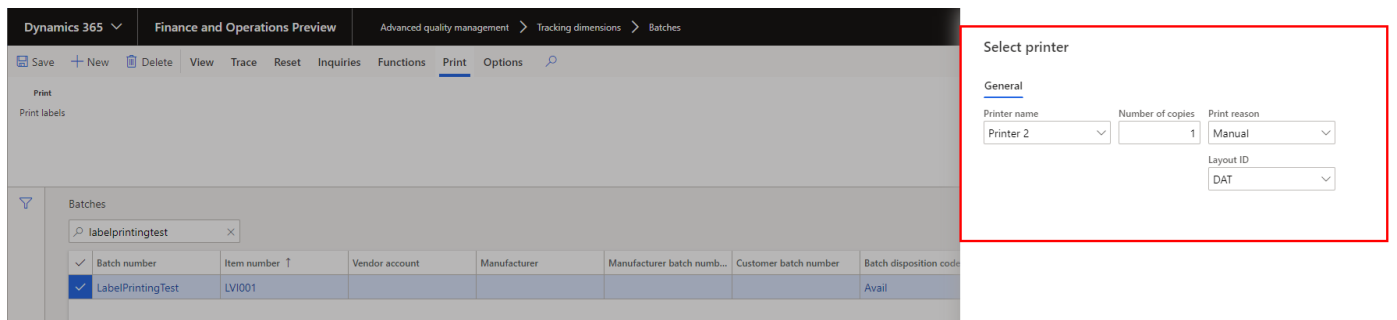 Dynamics 365 Finance and Operations Preview Advanced quality management > Tracking dimensions > Batches
Save New Delete View Trace Reset Inquiries Functions Print Options
Print
Print labels
Batches
labelprintingtest
Batch number Item number Vendor account Manufacturer Manufacturer batch numb... Customer batch number Batch disposition code
LabelPrintingTest LVI001 Avail
Select printer
General
Printer name Number of copies Print reason
Printer 2 1 Manual
Layout ID
DAT